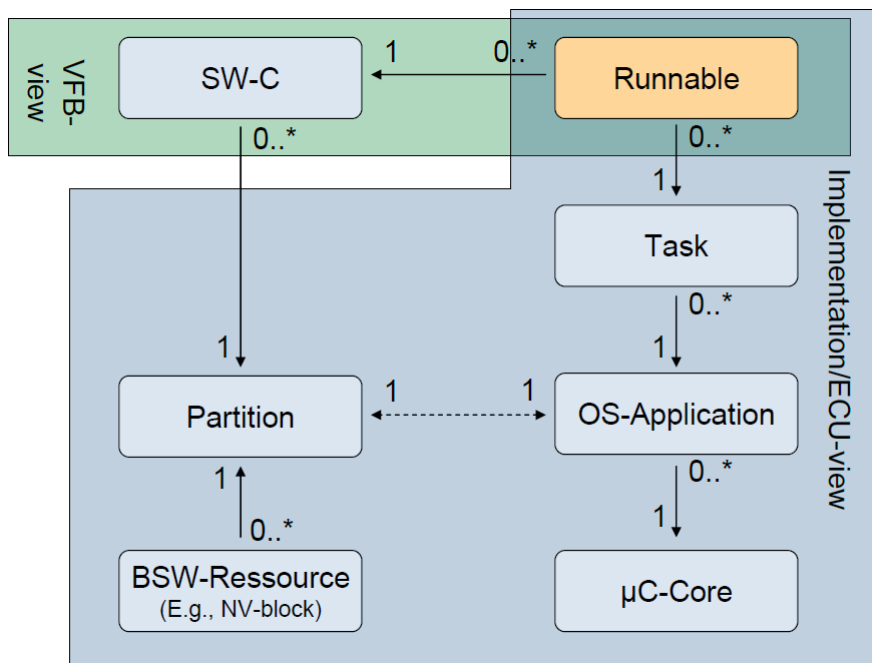 VFB-
view
SW-C
1
0..*
Runnable
0..*
0..*
1
Task
0..*
1
1
Partition
1
1
OS-Application
1
0..*
0..*
1
BSW-Ressource
(E.g., NV-block)
µC-Core
Implementation/ECU-view